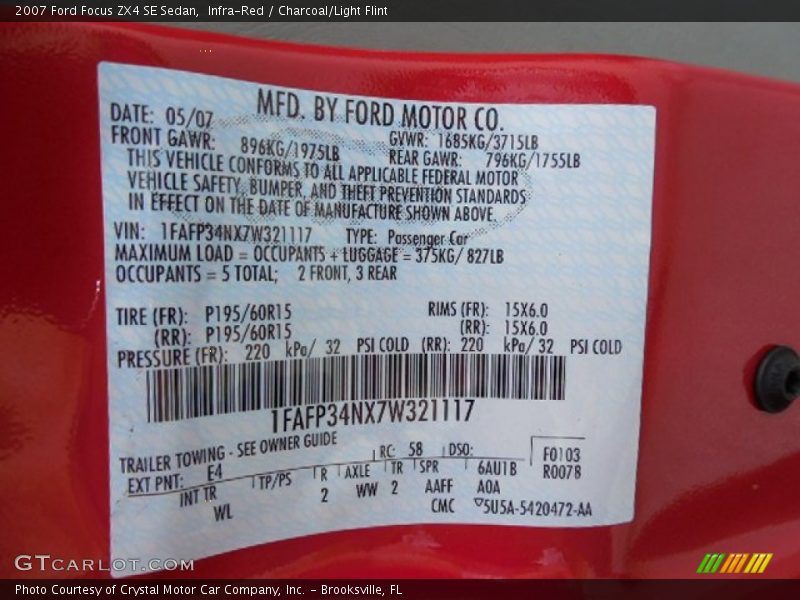 2007 Ford Focus ZX4 SE Sedan,  Infra-Red / Charcoal/Light Flint
MFD. BY FORD MOTOR CO.
DATE: 05/07
GVWR: 1685KG/3715LB
FRONT GAWR: 896KG/1975LB
REAR GAWR: 796KG/1755LB
THIS VEHICLE CONFORMS TO ALL APPLICABLE FEDERAL MOTOR
VEHICLE SAFETY, BUMPER, AND THEFT PREVENTION STANDARDS
IN EFFECT ON THE DATE OF MANUFACTURE SHOWN ABOVE.
VIN: 1FAFP34NX7W321117 TYPE: Passenger Car
MAXIMUM LOAD = OCCUPANTS + LUGGAGE = 375KG/ 827LB
OCCUPANTS = 5 TOTAL; 2 FRONT, 3 REAR
TIRE (FR): P195/60R15 RIMS (FR): 15X6.0
(RR): P195/60R15 (RR): 15X6.0
PRESSURE (FR): 220 kPa/ 32 PSI COLD (RR): 220 kPa/ 32 PSI COLD
1FAFP34NX7W321117
TRAILER TOWING - SEE OWNER GUIDE
RC: 58 DSO: F0103
EXT PNT: E4 R0078
INT TR TP/PS R AXLE TR SPR 6AU1B
WL 2 WW 2 AAFF A0A
CMC ▽5U5A-5420472-AA
GTCARLOT.COM
Photo Courtesy of Crystal Motor Car Company, Inc. - Brooksville, FL